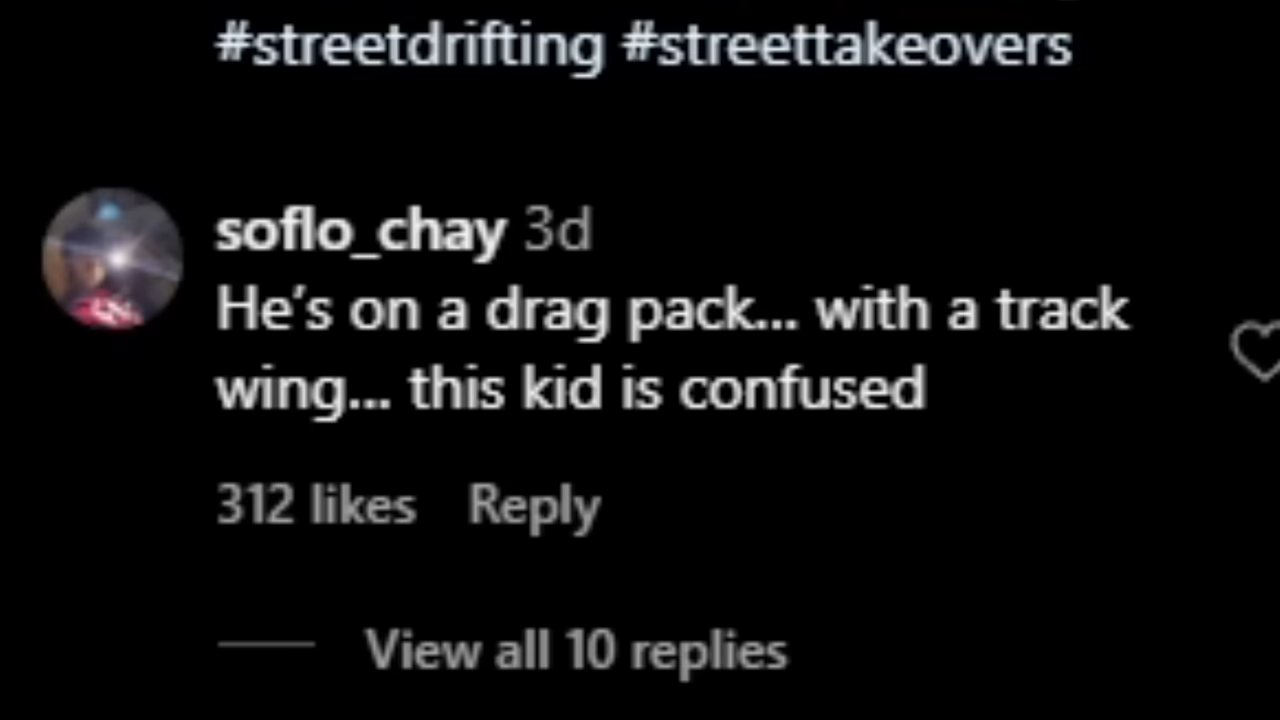 #streetdrifting #streettakeovers
soflo_chay 3d
He's on a drag pack... with a track
wing... this kid is confused
312 likes Reply
View all 10 replies